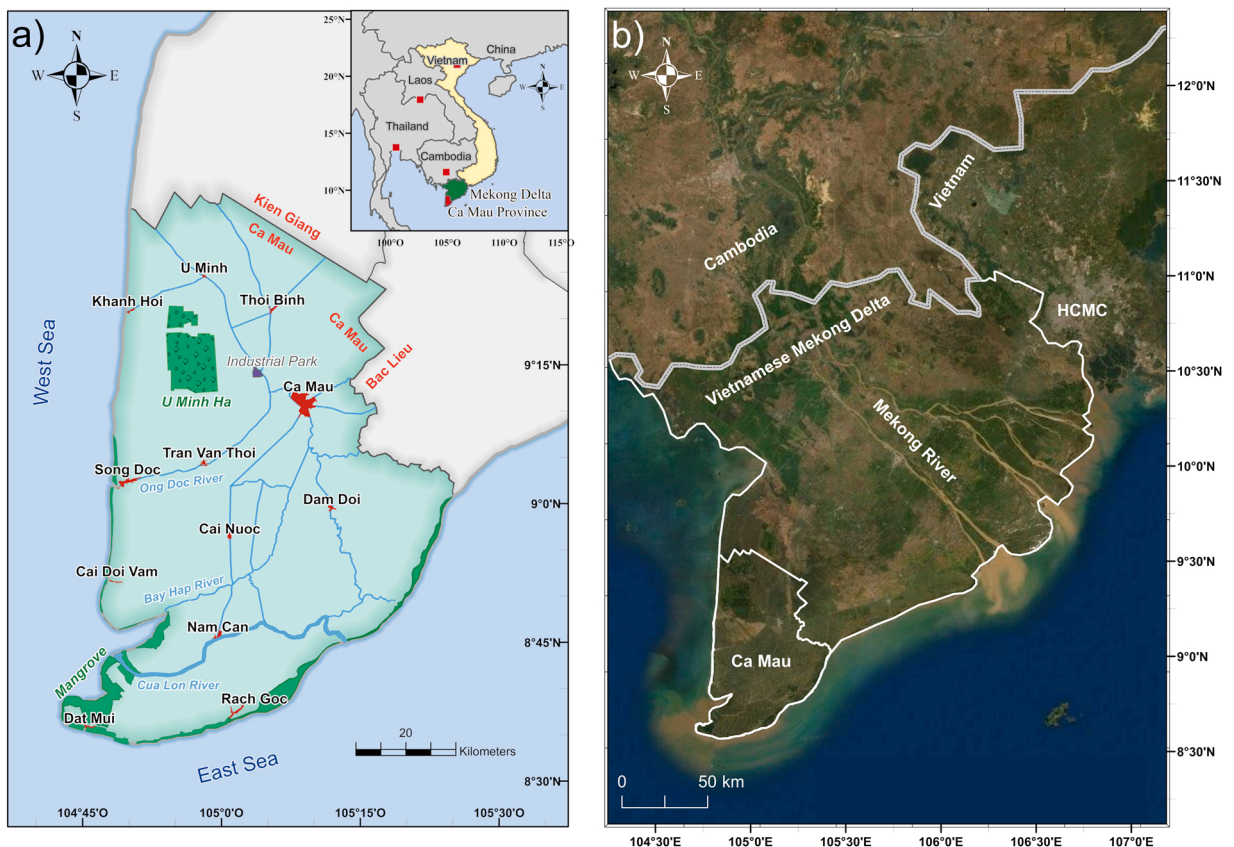 a)
N
W
E
S
25°N
20°N
15°N
10°N
100°O
105°O
110°O
115°O
China
Vietnam
Laos
Thailand
Cambodia
N
W
E
S
Mekong Delta
Ca Mau Province
Kien Giang
Ca Mau
U Minh
Khanh Hoi
Thoi Binh
Ca Mau
Bac Lieu
West Sea
Industrial Park
Ca Mau
U Minh Ha
9°15'N
Tran Van Thoi
Song Doc
Ong Doc River
Dam Doi
9°0'N
Cai Nuoc
Cai Doi Vam
Bay Hap River
Nam Can
8°45'N
Mangrove
Cua Lon River
Rach Goc
Dat Mui
20
Kilometers
East Sea
8°30'N
104°45'O
105°0'O
105°15'O
105°30'O
b)
N
W
E
S
12°0'N
11°30'N
11°0'N
10°30'N
10°0'N
9°30'N
9°0'N
8°30'N
Vietnam
Cambodia
HCMC
Vietnamese Mekong Delta
Mekong River
Ca Mau
0
50 km
104°30'O
105°0'O
105°30'O
106°0'O
106°30'O
107°0'O